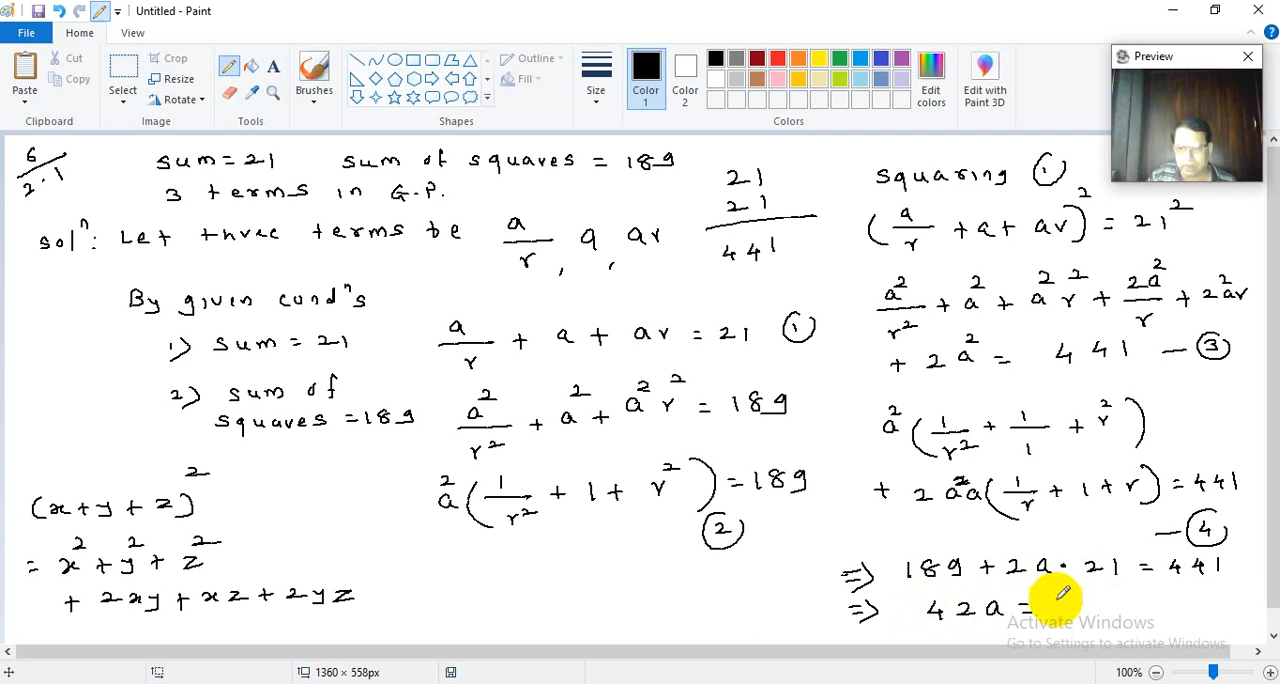 Untitled - Paint
File Home View
Paste
Cut
Copy
Clipboard
Select
Crop
Resize
Rotate
Image
Tools
Brushes
Shapes
Outline
Fill
Size
Color 1
Color 2
Edit colors
Edit with Paint 3D
Colors
Preview
6/2.1 sum = 21 sum of squares = 189
3 terms in G.P.
Solⁿ: Let three terms be a/r, a, ar
21
21
441
By given condⁿs
1) sum = 21 a/r + a + ar = 21 ①
2) sum of squares = 189 a²/r² + a² + a²r² = 189
a²(1/r² + 1 + r²) = 189
②
(x+y+z)²
= x² + y² + z²
+ 2xy + xz + 2yz
squaring ①
(a/r + a + ar)² = 21²
a²/r² + a² + a²r² + 2a²/r + 2a²r
+ 2a² = 441 — ③
a²(1/r² + 1/1 + r²)
+ 2a a(1/r + 1 + r) = 441
— ④
⇒ 189 + 2a · 21 = 441
⇒ 42a =
Activate Windows
Go to Settings to activate Windows.
1360 × 558px
100%